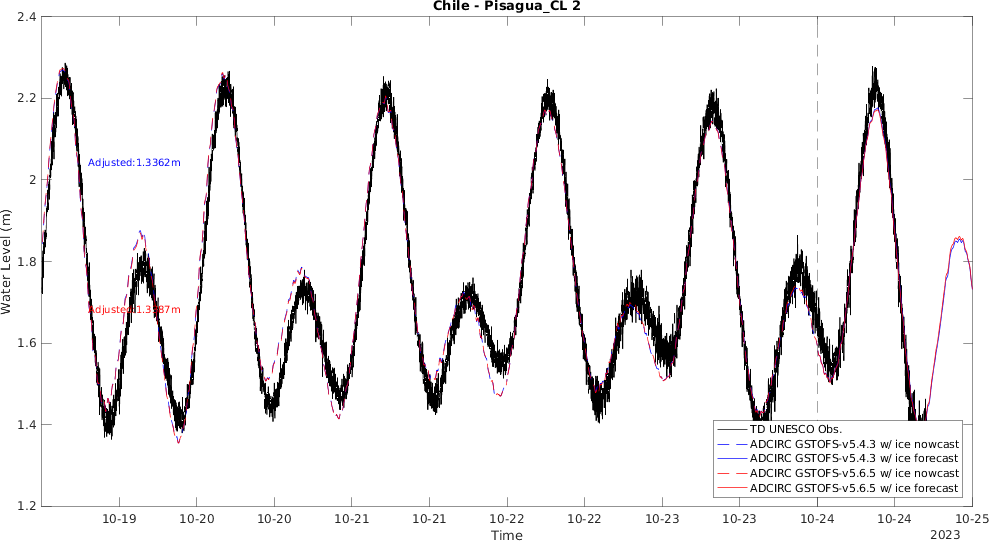 Chile - Pisagua_CL 2
2.4
2.2
2
1.8
1.6
1.4
1.2
Water Level (m)
Adjusted:1.3362m
TD UNESCO Obs.
ADCIRC GSTOFS-v5.4.3 w/ ice nowcast
ADCIRC GSTOFS-v5.4.3 w/ ice forecast
ADCIRC GSTOFS-v5.6.5 w/ ice nowcast
ADCIRC GSTOFS-v5.6.5 w/ ice forecast
10-19 10-20 10-20 10-21 10-21 10-22 10-22 10-23 10-23 10-24 10-24 10-25
Time
2023